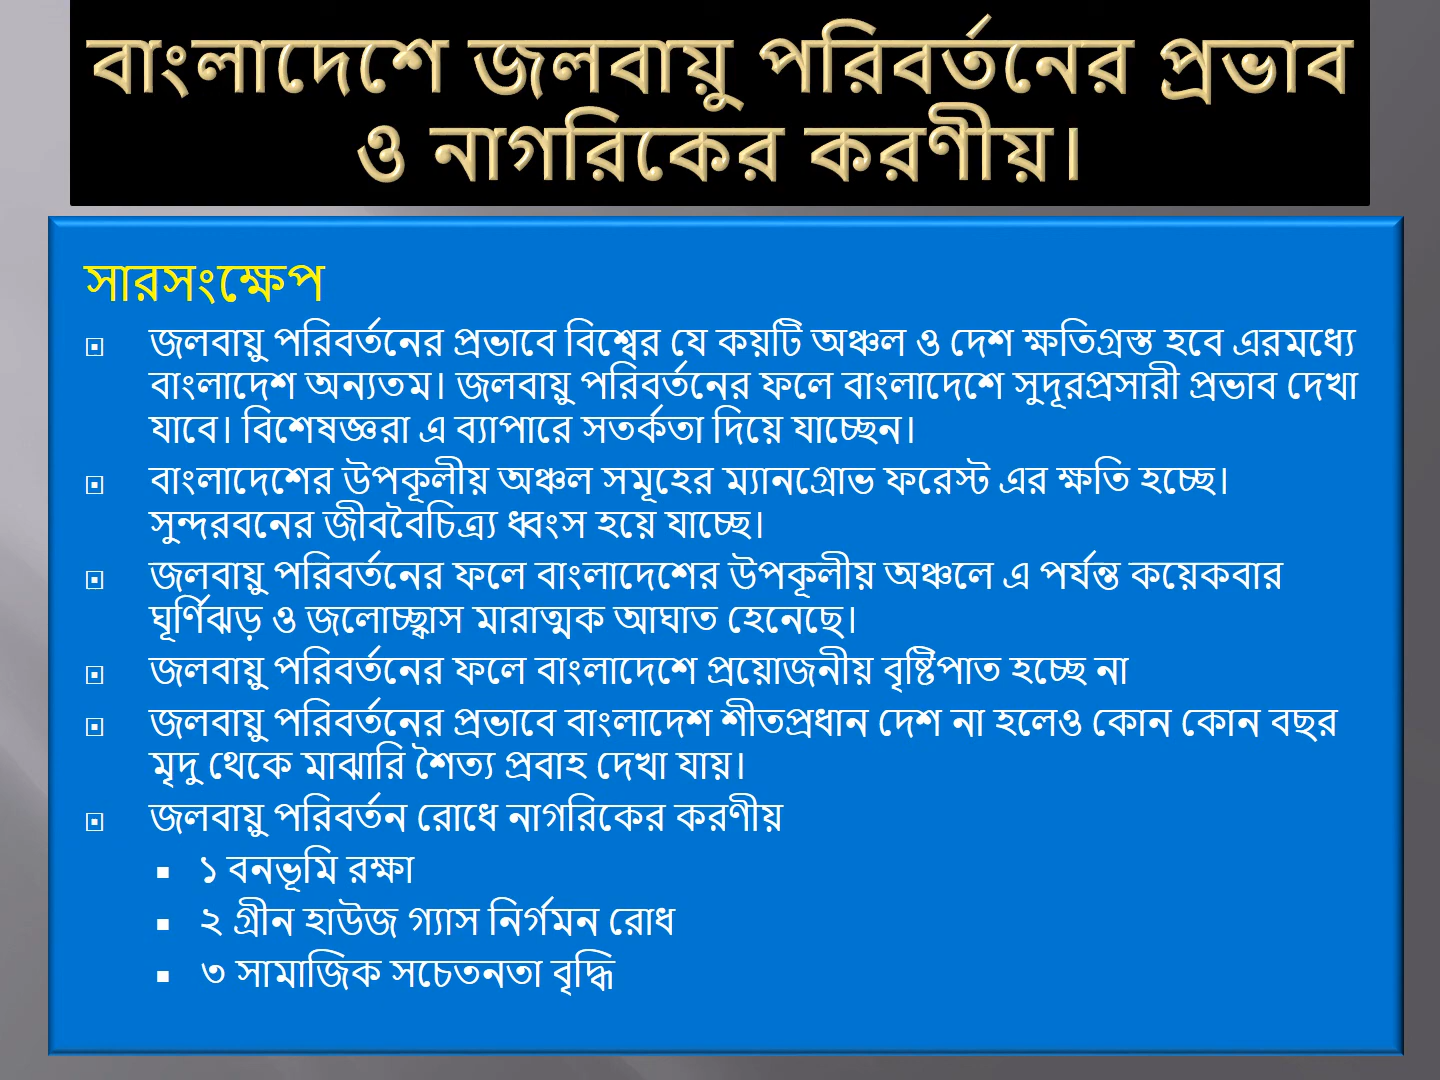 বাংলাদেশে জলবায়ু পরিবর্তনের প্রভাব
ও নাগরিকের করণীয়।
সারসংক্ষেপ
জলবায়ু পরিবর্তনের প্রভাবে বিশ্বের যে কয়টি অঞ্চল ও দেশ ক্ষতিগ্রস্ত হবে এরমধ্যে
বাংলাদেশ অন্যতম। জলবায়ু পরিবর্তনের ফলে বাংলাদেশে সুদূরপ্রসারী প্রভাব দেখা
যাবে। বিশেষজ্ঞরা এ ব্যাপারে সতর্কতা দিয়ে যাচ্ছেন।
বাংলাদেশের উপকূলীয় অঞ্চল সমূহের ম্যানগ্রোভ ফরেস্ট এর ক্ষতি হচ্ছে।
সুন্দরবনের জীববৈচিত্র্য ধ্বংস হয়ে যাচ্ছে।
জলবায়ু পরিবর্তনের ফলে বাংলাদেশের উপকূলীয় অঞ্চলে এ পর্যন্ত কয়েকবার
ঘূর্ণিঝড় ও জলোচ্ছ্বাস মারাত্মক আঘাত হেনেছে।
জলবায়ু পরিবর্তনের ফলে বাংলাদেশে প্রয়োজনীয় বৃষ্টিপাত হচ্ছে না
জলবায়ু পরিবর্তনের প্রভাবে বাংলাদেশ শীতপ্রধান দেশ না হলেও কোন কোন বছর
মৃদু থেকে মাঝারি শৈত্য প্রবাহ দেখা যায়।
জলবায়ু পরিবর্তন রোধে নাগরিকের করণীয়
১ বনভূমি রক্ষা
২ গ্রীন হাউজ গ্যাস নির্গমন রোধ
৩ সামাজিক সচেতনতা বৃদ্ধি